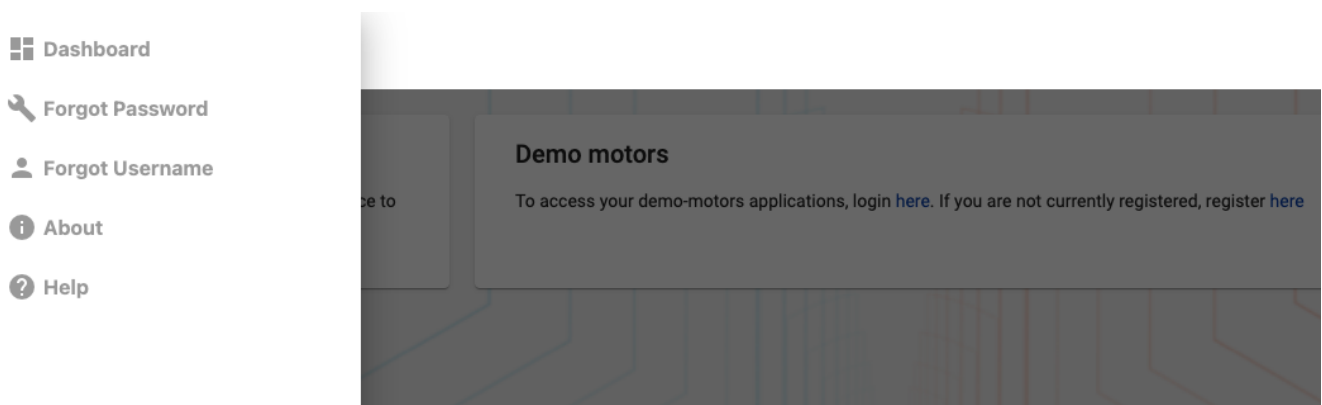 Dashboard
Forgot Password
Forgot Username
About
Help
ce to
Demo motors
To access your demo-motors applications, login here. If you are not currently registered, register here